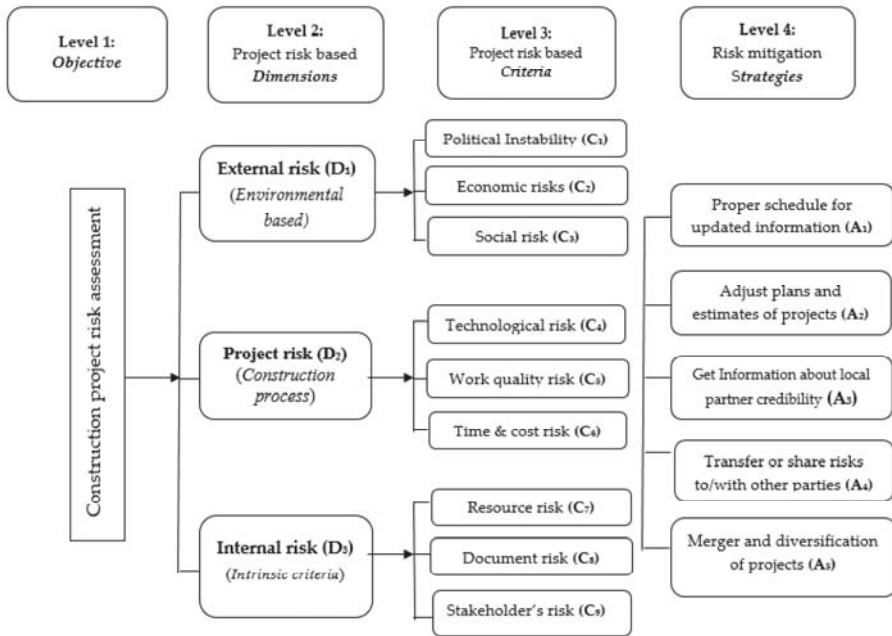 Level 1:
Objective
Level 2:
Project risk based
Dimensions
Level 3:
Project risk based
Criteria
Level 4:
Risk mitigation
Strategies
Construction project risk assessment
External risk (D₁)
(Environmental
based)
Project risk (D₂)
(Construction
process)
Internal risk (D₃)
(Intrinsic criteria)
Political Instability (C₁)
Economic risks (C₂)
Social risk (C₃)
Technological risk (C₄)
Work quality risk (C₅)
Time & cost risk (C₆)
Resource risk (C₇)
Document risk (C₈)
Stakeholder's risk (C₉)
Proper schedule for
updated information (A₁)
Adjust plans and
estimates of projects (A₂)
Get Information about local
partner credibility (A₃)
Transfer or share risks
to/with other parties (A₄)
Merger and diversification
of projects (A₅)